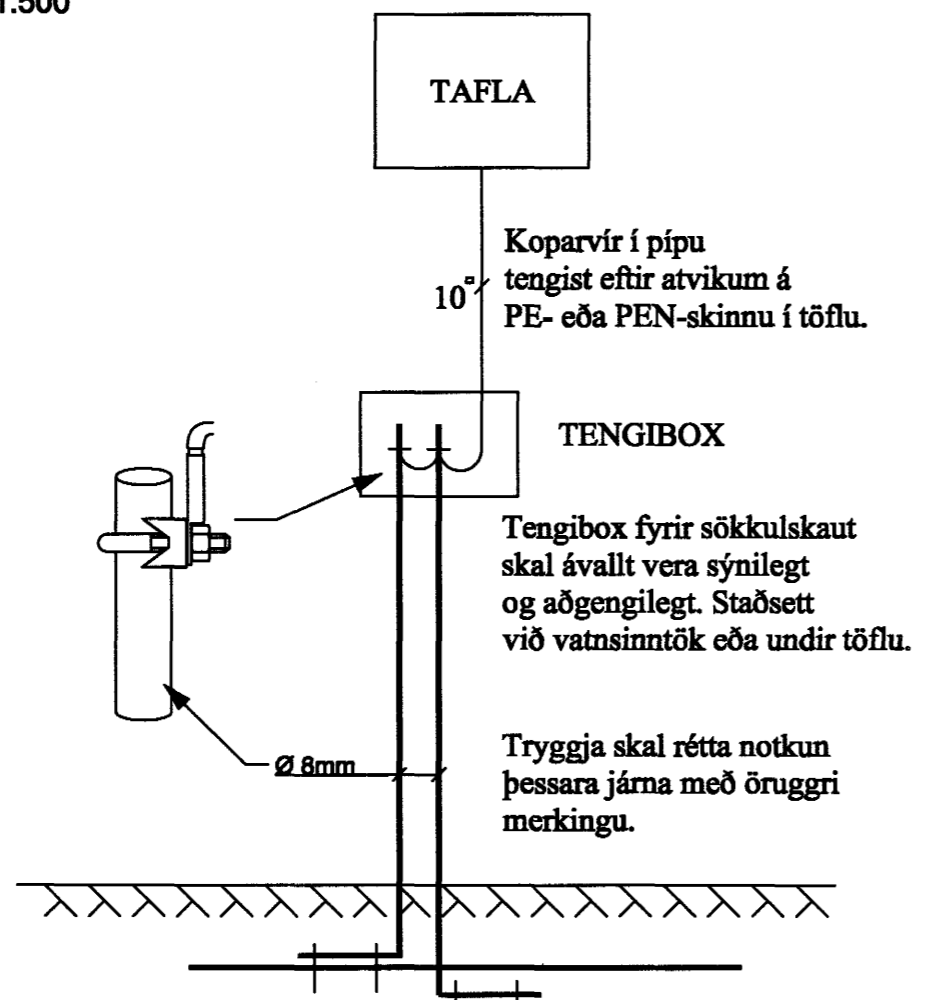 1:500
TAFLA
Koparvír í pípu
tengist eftir atvikum á
PE- eða PEN-skinnu í töflu.
10▫
TENGIBOX
Tengibox fyrir sökkulskaut
skal ávallt vera sýnilegt
og aðgengilegt. Staðsett
við vatnsinntök eða undir töflu.
Ø 8mm
Tryggja skal rétta notkun
þessara járna með öruggri
merkingu.